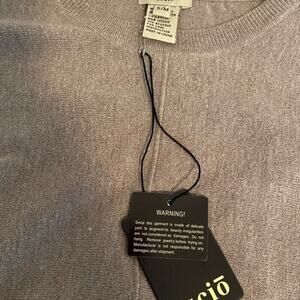 S/M
WARNING!
Since this garment is made of delicate
yarn to augment its beauty irregularities
are not considered as damages. Do not
hang. Remove jewelry before trying on.
Manufacturer is not responsible for any
damages after shipment
ciō